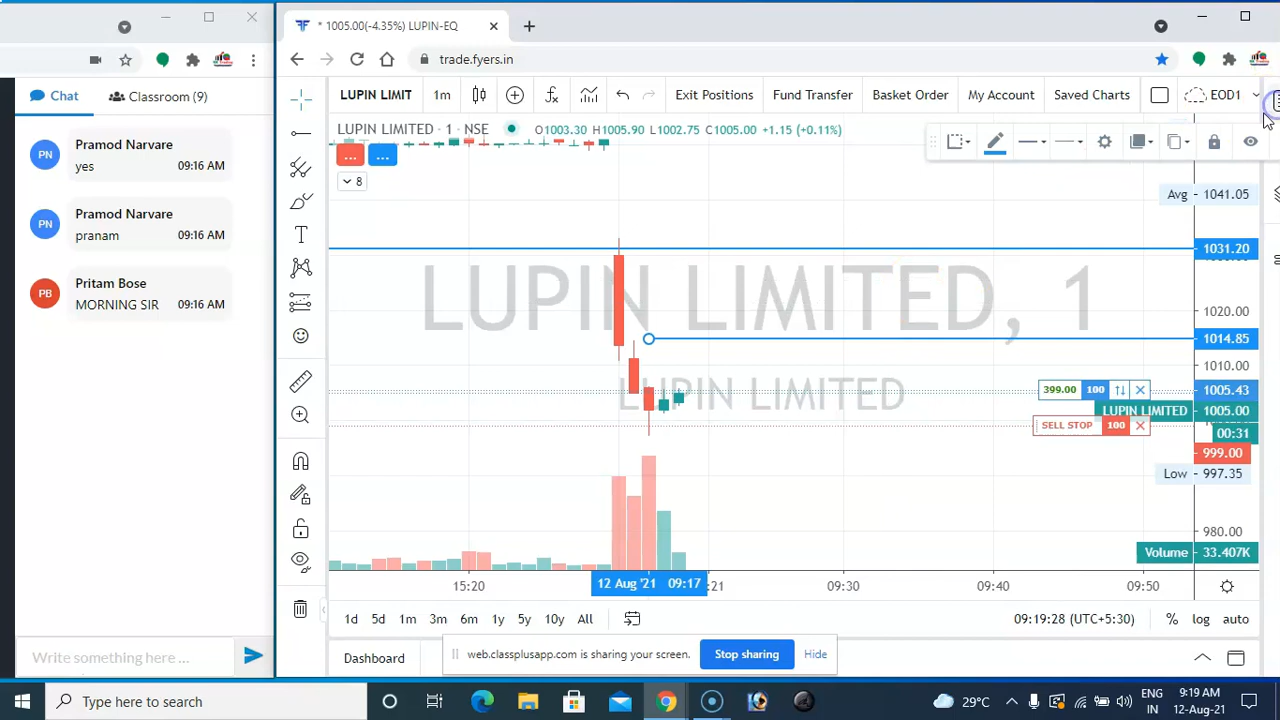 * 1005.00(-4.35%) LUPIN-EQ
trade.fyers.in
Chat
Classroom (9)
PN
Pramod Narvare
yes
09:16 AM
PN
Pramod Narvare
pranam
09:16 AM
PB
Pritam Bose
MORNING SIR
09:16 AM
Write something here ...
LUPIN LIMIT
1m
Exit Positions
Fund Transfer
Basket Order
My Account
Saved Charts
EOD1
LUPIN LIMITED · 1 · NSE
O1003.30 H1005.90 L1002.75 C1005.00 +1.15 (+0.11%)
...
...
8
LUPIN LIMITED, 1
LUPIN LIMITED
Avg
1041.05
1031.20
1020.00
1014.85
1010.00
399.00
100
1005.43
LUPIN LIMITED
1005.00
00:31
SELL STOP
100
999.00
Low
997.35
980.00
Volume
33.407K
15:20
12 Aug '21 09:17
:21
09:30
09:40
09:50
1d 5d 1m 3m 6m 1y 5y 10y All
09:19:28 (UTC+5:30)
% log auto
Dashboard
web.classplusapp.com is sharing your screen.
Stop sharing
Hide
Type here to search
29°C
ENG
IN
9:19 AM
12-Aug-21